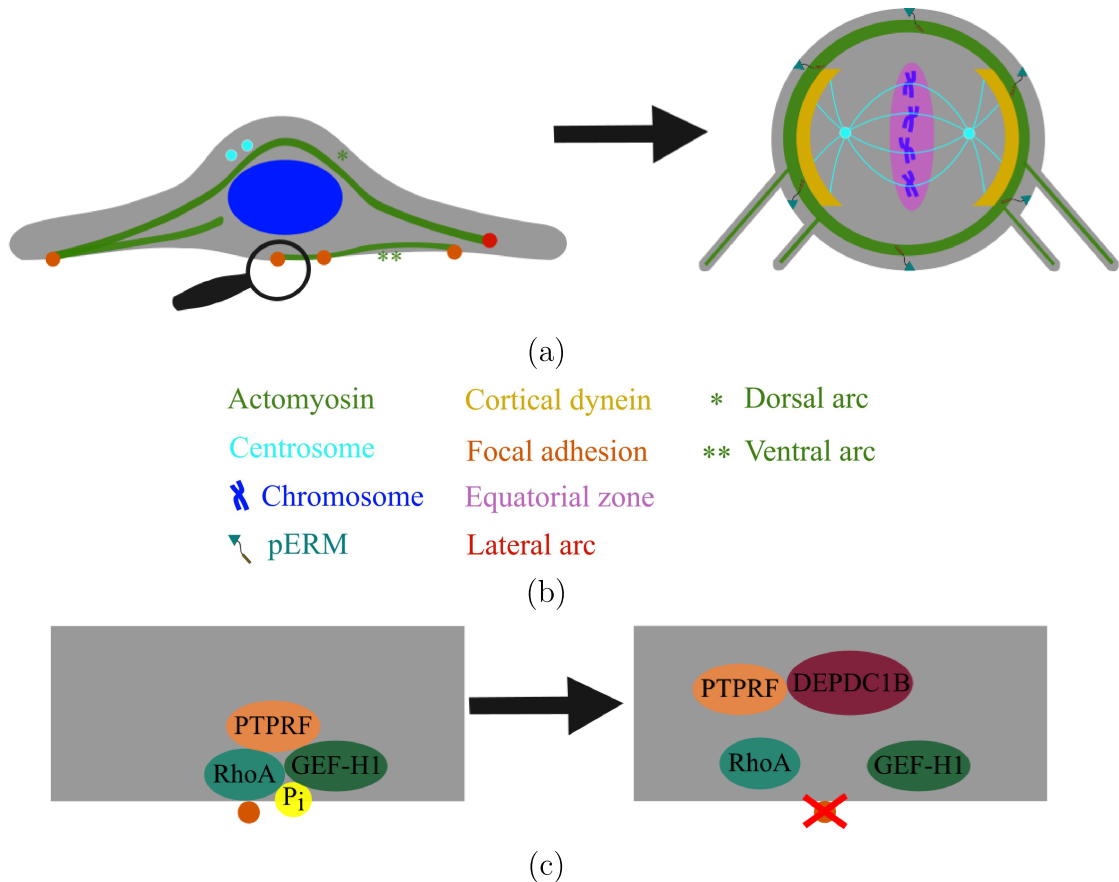 *
**
(a)
Actomyosin Cortical dynein * Dorsal arc
Centrosome Focal adhesion ** Ventral arc
Chromosome Equatorial zone
pERM Lateral arc
(b)
PTPRF
RhoA GEF-H1
Pi
PTPRF DEPDC1B
RhoA GEF-H1
(c)